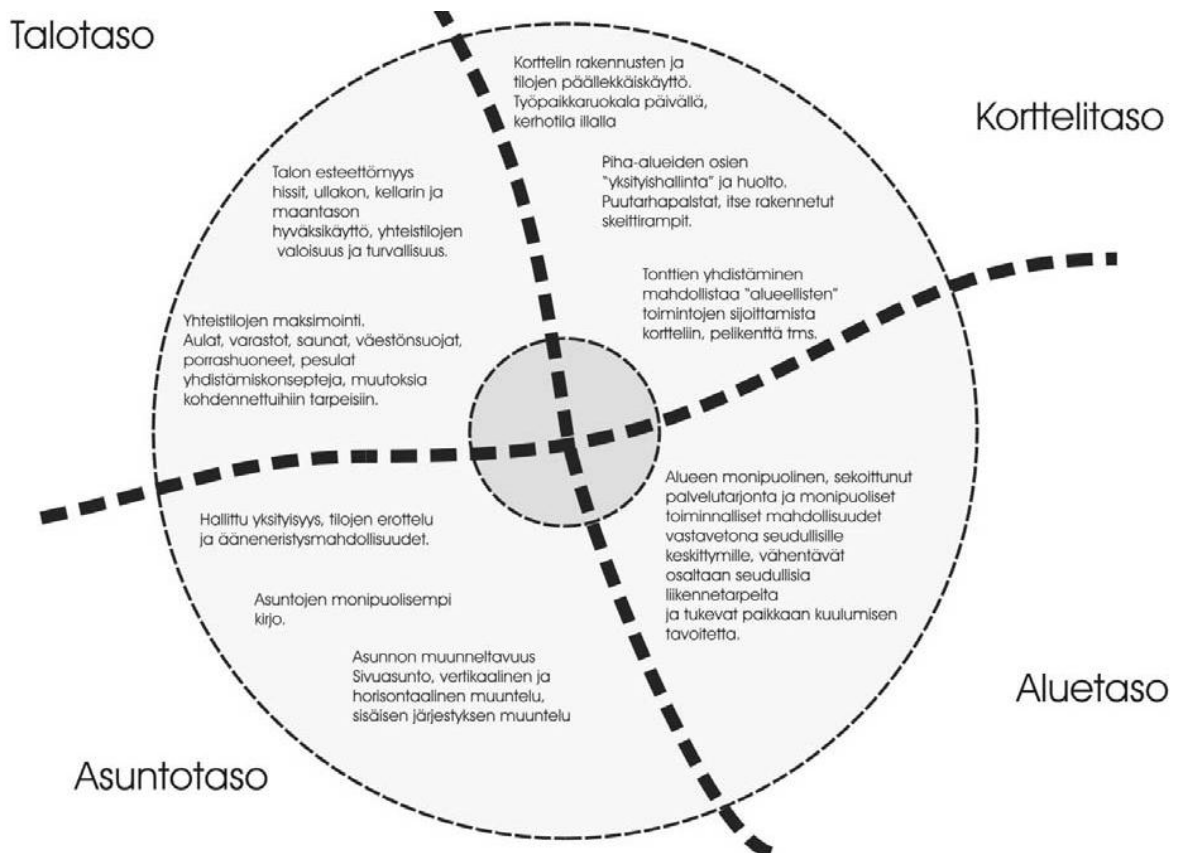 Talotaso
Korttelin rakennusten ja
tilojen päällekkäiskäyttö.
Työpaikkaruokala päivällä,
kerhotila illalla
Korttelitaso
Talon esteettömyys
hissit, ullakon, kellarin ja
maantason
hyväksikäyttö, yhteistilojen
valoisuus ja turvallisuus.
Piha-alueiden osien
"yksityishallinta" ja huolto.
Puutarhapalstat, itse rakennetut
skeittirampit.
Tonttien yhdistäminen
mahdollistaa "alueellisten"
toimintojen sijoittamista
kortteliin, pelikenttä tms.
Yhteistilojen maksimointi.
Aulat, varastot, saunat, väestönsuojat,
porrashuoneet, pesulat
yhdistämiskonsepteja, muutoksia
kohdennettuihiin tarpeisiin.
Hallittu yksityisyys, tilojen erottelu
ja ääneneristysmahdollisuudet.
Asuntojen monipuolisempi
kirjo.
Asunnon muunneltavuus
Sivuasunto, vertikaalinen ja
horisontaalinen muuntelu,
sisäisen järjestyksen muuntelu
Alueen monipuolinen, sekoittunut
palvelutarjonta ja monipuoliset
toiminnalliset mahdollisuudet
vastavetona seudullisille
keskittymille, vähentävät
osaltaan seudullisia
liikennetarpeita
ja tukevat paikkaan kuulumisen
tavoitetta.
Aluetaso
Asuntotaso